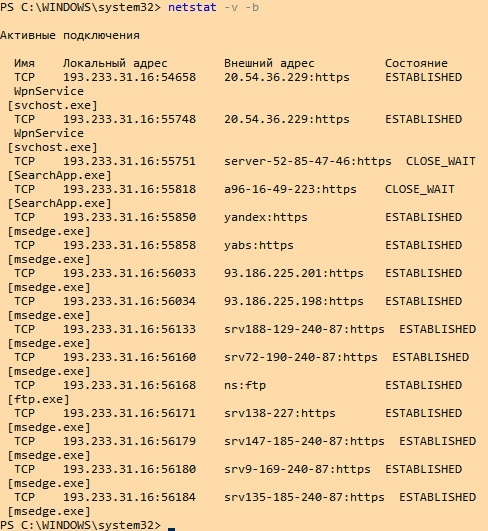 PS C:\WINDOWS\system32> netstat -v -b
Активные подключения
Имя Локальный адрес Внешний адрес Состояние
TCP 193.233.31.16:54658 20.54.36.229:https ESTABLISHED
WpnService
[svchost.exe]
TCP 193.233.31.16:55748 20.54.36.229:https ESTABLISHED
WpnService
[svchost.exe]
TCP 193.233.31.16:55751 server-52-85-47-46:https CLOSE_WAIT
[SearchApp.exe]
TCP 193.233.31.16:55818 a96-16-49-223:https CLOSE_WAIT
[SearchApp.exe]
TCP 193.233.31.16:55850 yandex:https ESTABLISHED
[msedge.exe]
TCP 193.233.31.16:55858 yabs:https ESTABLISHED
[msedge.exe]
TCP 193.233.31.16:56033 93.186.225.201:https ESTABLISHED
[msedge.exe]
TCP 193.233.31.16:56034 93.186.225.198:https ESTABLISHED
[msedge.exe]
TCP 193.233.31.16:56133 srv188-129-240-87:https ESTABLISHED
[msedge.exe]
TCP 193.233.31.16:56160 srv72-190-240-87:https ESTABLISHED
[msedge.exe]
TCP 193.233.31.16:56168 ns:ftp ESTABLISHED
[ftp.exe]
TCP 193.233.31.16:56171 srv138-227:https ESTABLISHED
[msedge.exe]
TCP 193.233.31.16:56179 srv147-185-240-87:https ESTABLISHED
[msedge.exe]
TCP 193.233.31.16:56180 srv9-169-240-87:https ESTABLISHED
[msedge.exe]
TCP 193.233.31.16:56184 srv135-185-240-87:https ESTABLISHED
[msedge.exe]
PS C:\WINDOWS\system32>